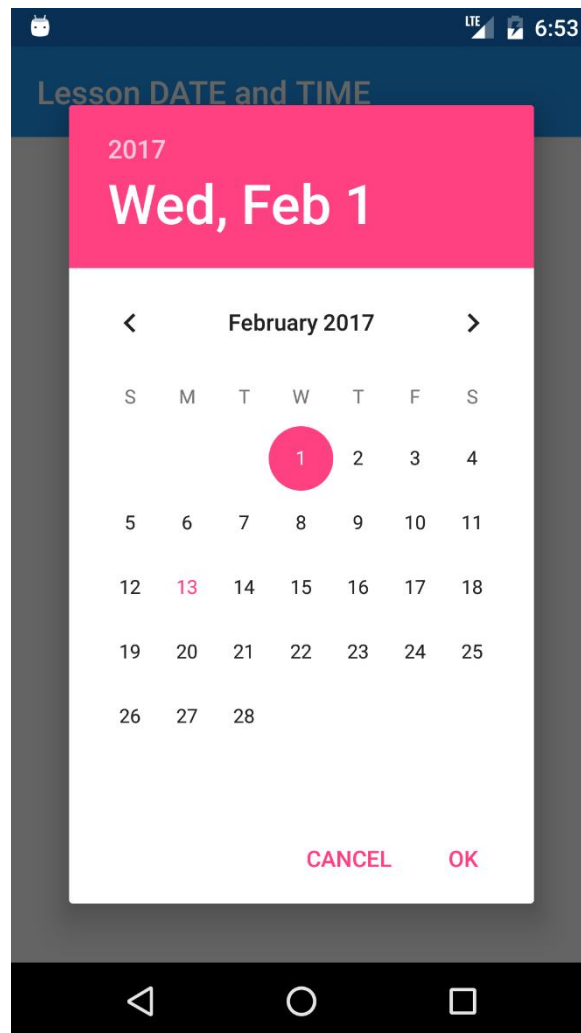 LTE 6:53
Lesson DATE and TIME
2017
Wed, Feb 1
February 2017
S M T W T F S
1 2 3 4
5 6 7 8 9 10 11
12 13 14 15 16 17 18
19 20 21 22 23 24 25
26 27 28
CANCEL OK